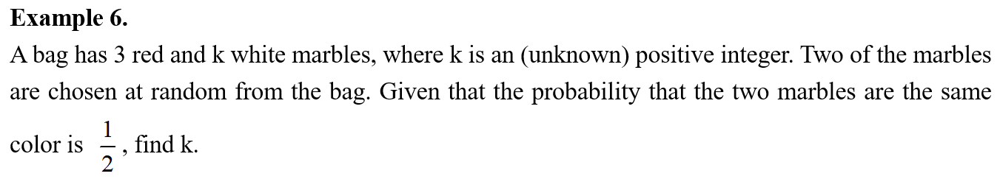 Example 6.
A bag has 3 red and k white marbles, where k is an (unknown) positive integer. Two of the marbles
are chosen at random from the bag. Given that the probability that the two marbles are the same
color is 1/2, find k.